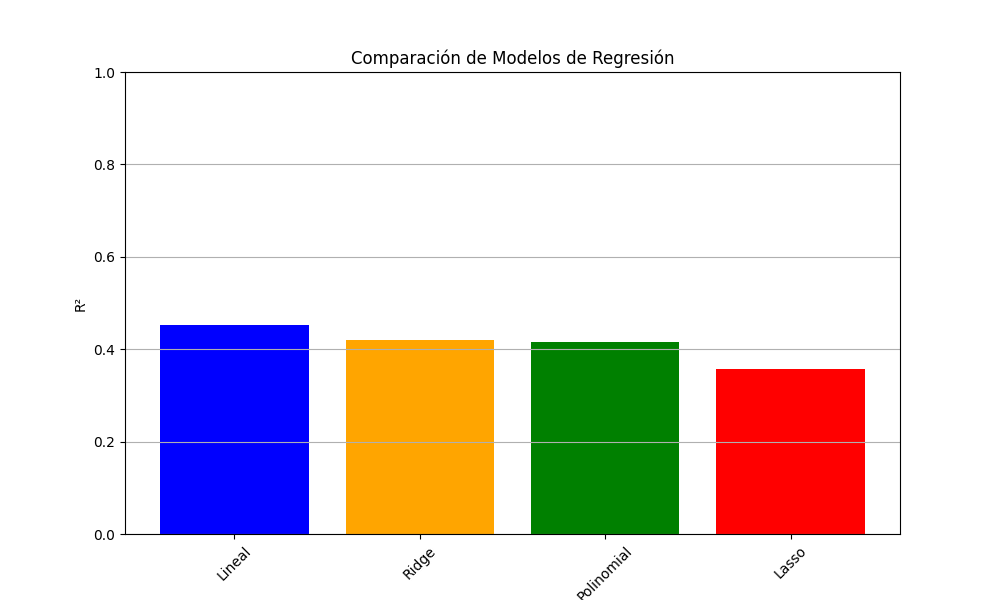 Comparación de Modelos de Regresión
1.0
0.8
0.6
0.4
0.2
0.0
R²
Lineal
Ridge
Polinomial
Lasso